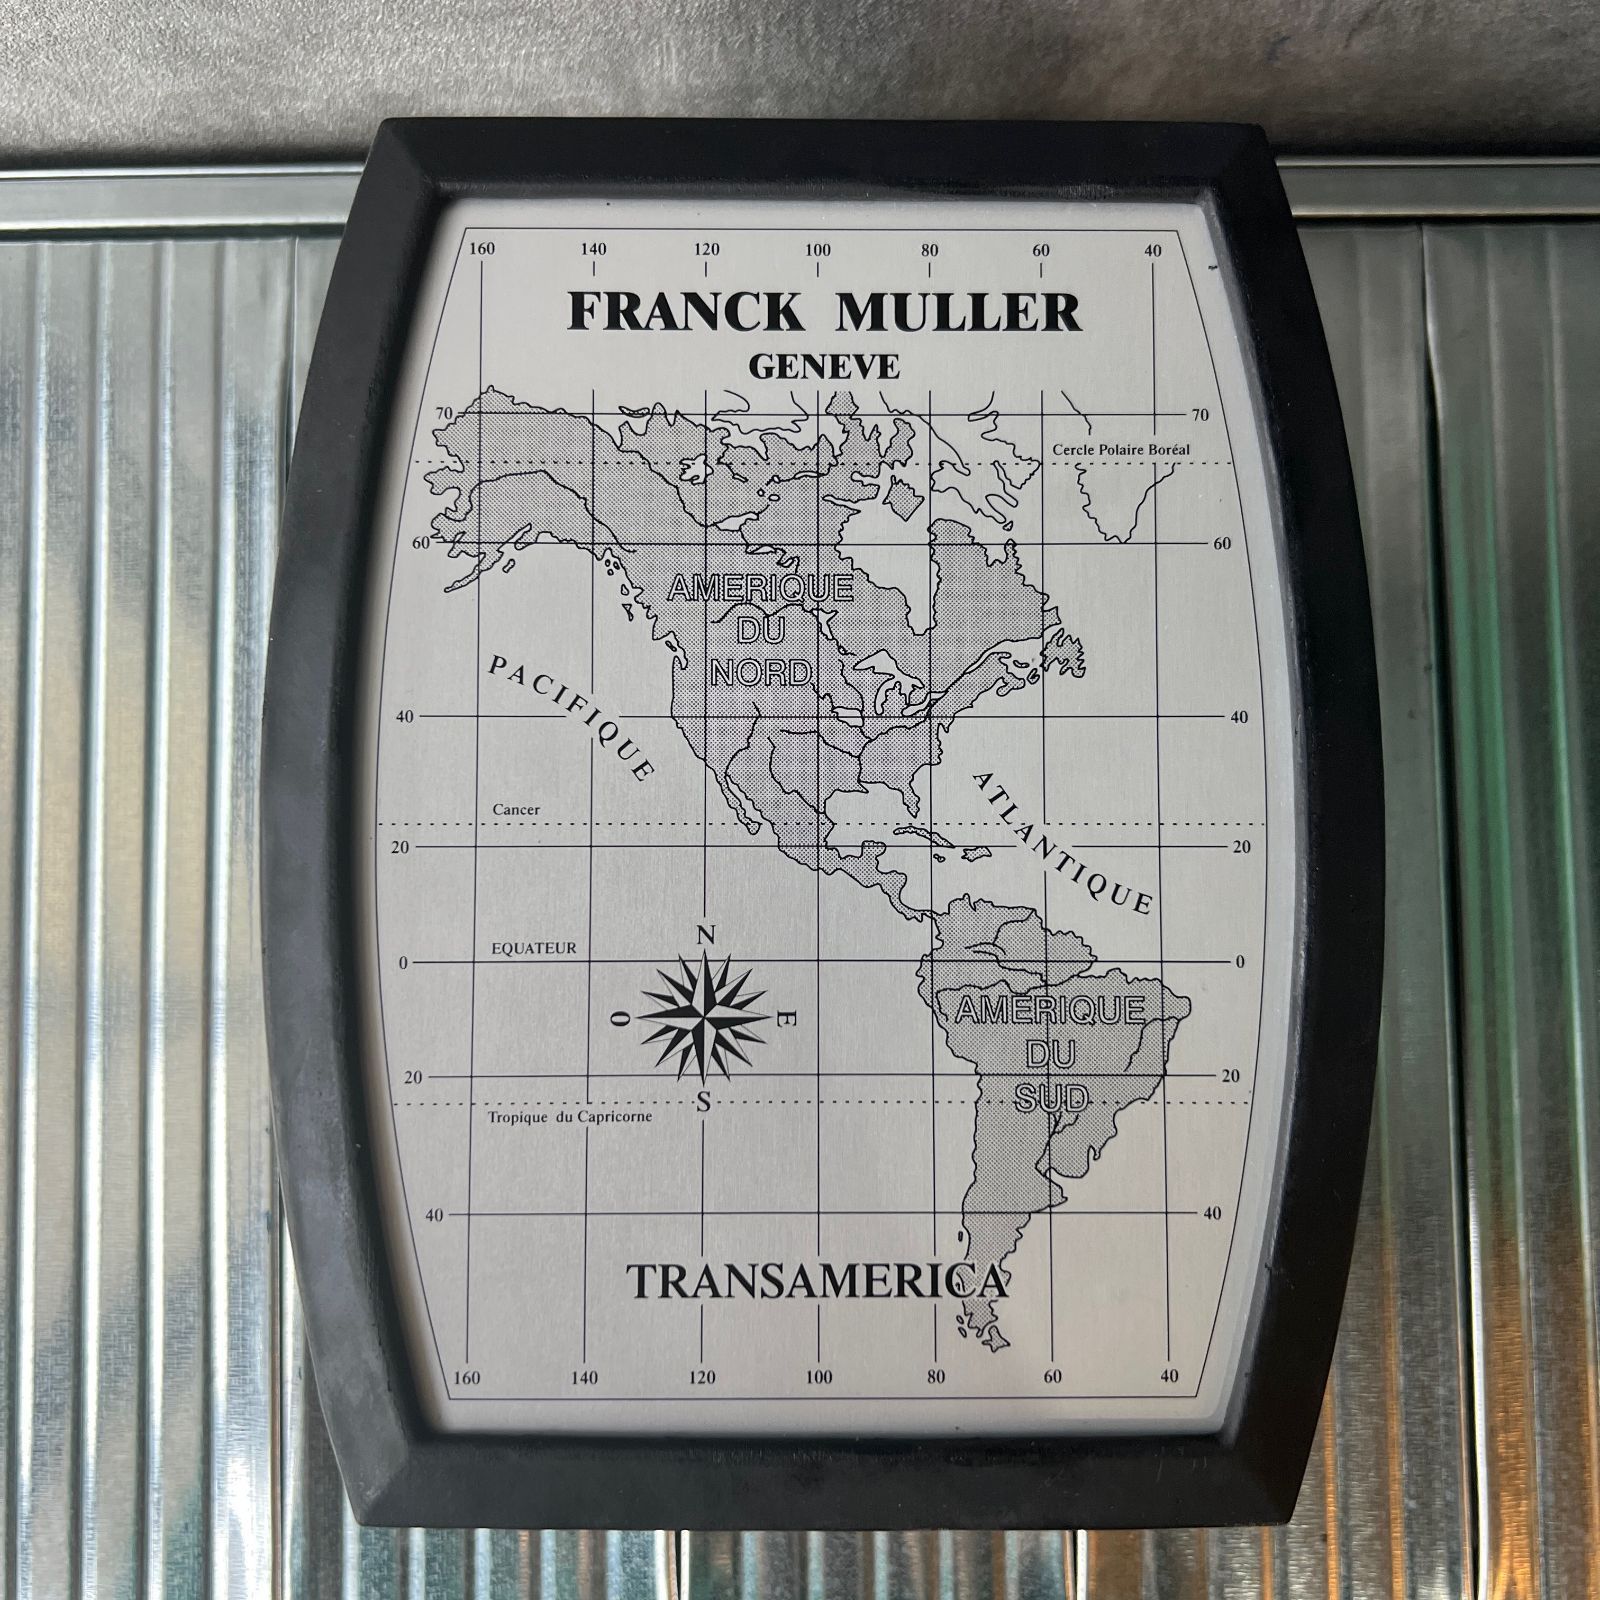 160 140 120 100 80 60 40
FRANCK MULLER
GENEVE
70 70
Cercle Polaire Boréal
60 60
AMERIQUE
DU
NORD
PACIFIQUE
40 40
ATLANTIQUE
Cancer
20 20
N
EQUATEUR
0 0
AMERIQUE
O E
DU
20 20
SUD
S
Tropique du Capricorne
40 40
TRANSAMERICA
160 140 120 100 80 60 40